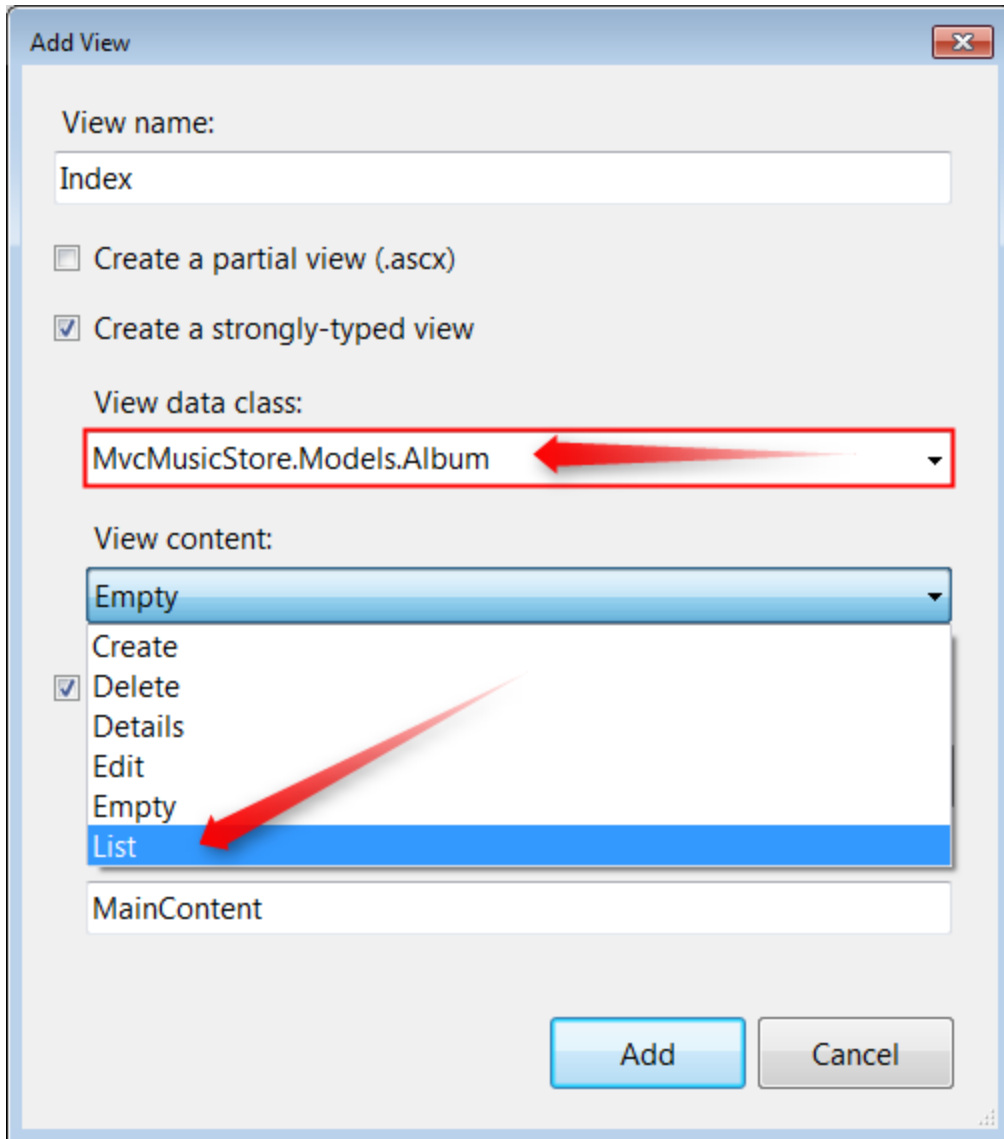 Add View
View name:
Index
Create a partial view (.ascx)
Create a strongly-typed view
View data class:
MvcMusicStore.Models.Album
View content:
Empty
Create
Delete
Details
Edit
Empty
List
MainContent
Add
Cancel